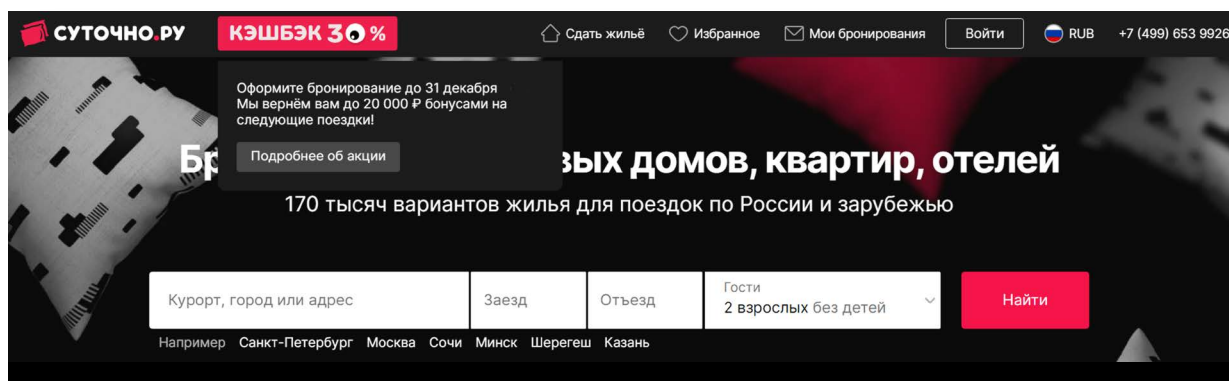 СУТОЧНО.РУ
КЭШБЭК 30 %
Сдать жильё
Избранное
Мои бронирования
Войти
RUB
+7 (499) 653 9926
Оформите бронирование до 31 декабря
Мы вернём вам до 20 000 ₽ бонусами на
следующие поездки!
Подробнее об акции
домов, квартир, отелей
170 тысяч вариантов жилья для поездок по России и зарубежью
Курорт, город или адрес
Заезд
Отъезд
Гости
2 взрослых без детей
Найти
Например Санкт-Петербург Москва Сочи Минск Шерегеш Казань